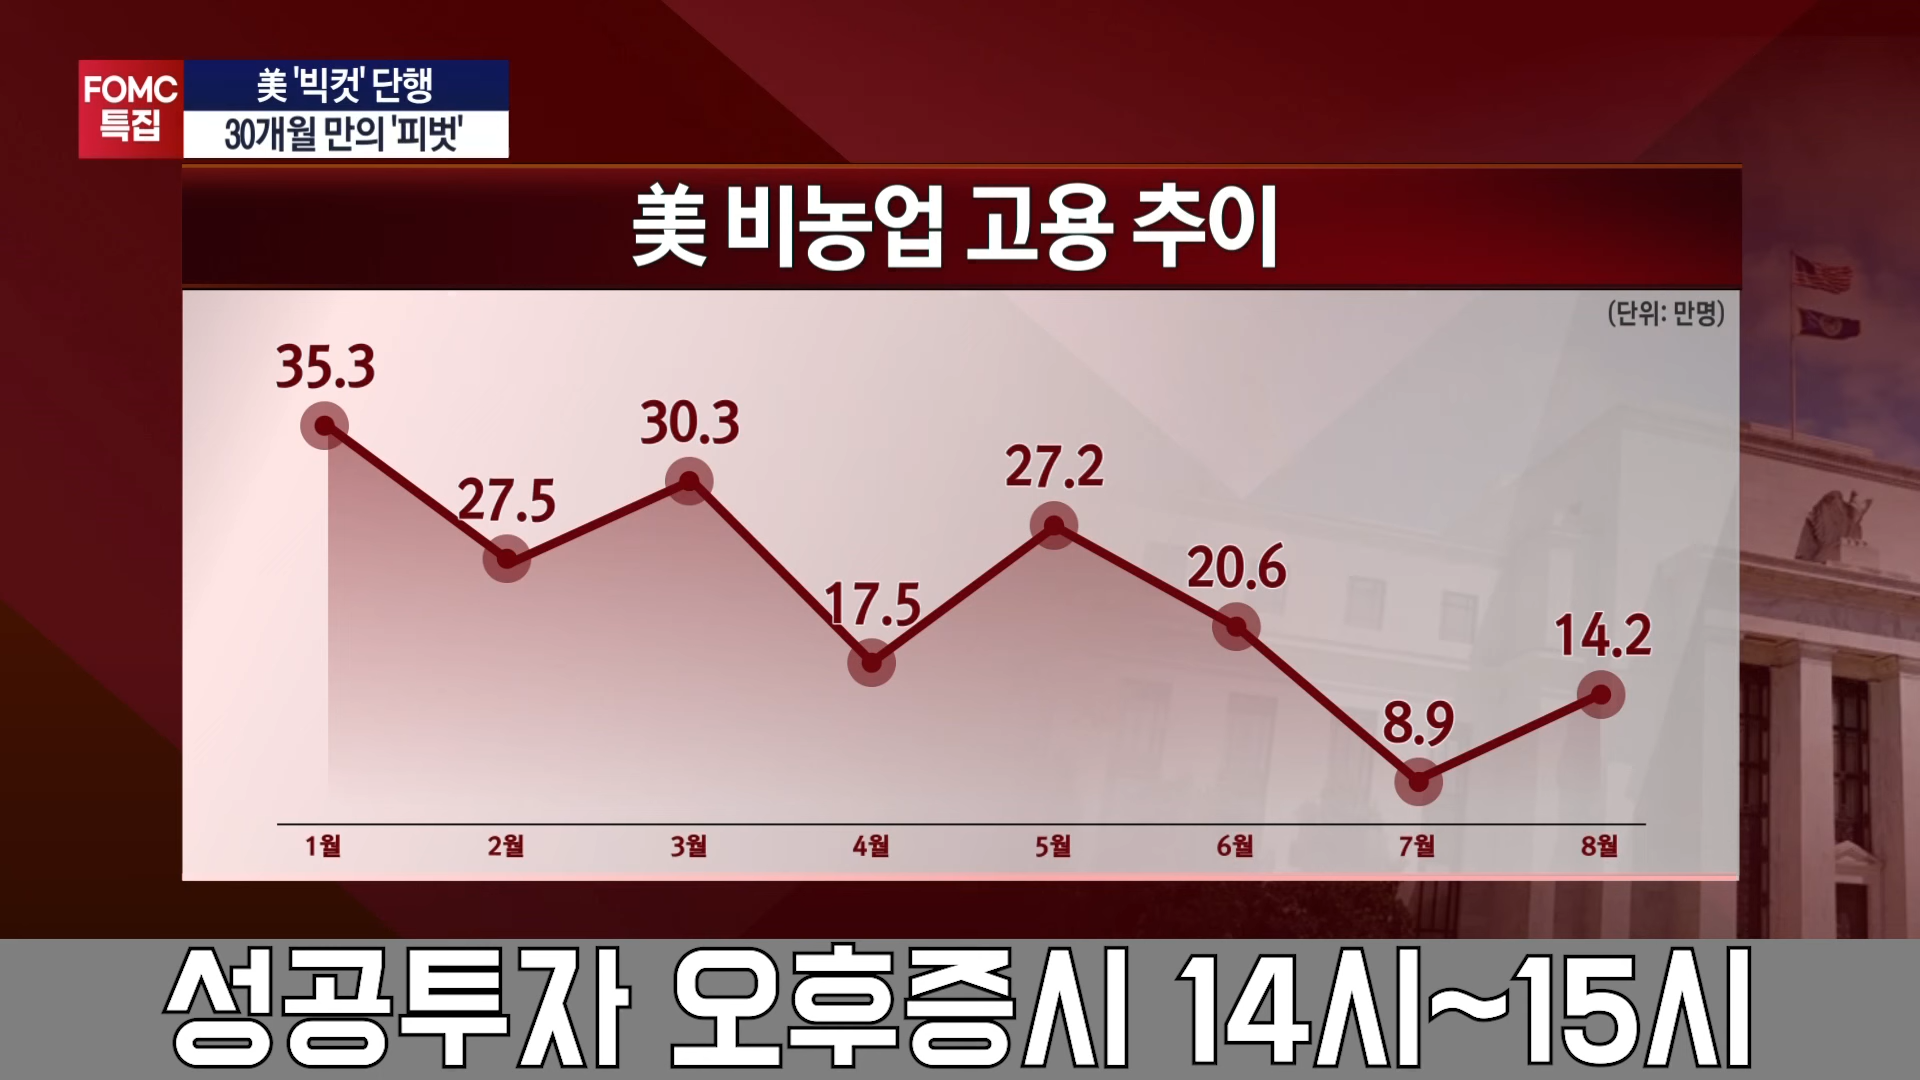 FOMC
특집
美 '빅컷' 단행
30개월 만의 '피벗'
美 비농업 고용 추이
(단위: 만명)
35.3
27.5
30.3
17.5
27.2
20.6
8.9
14.2
1월 2월 3월 4월 5월 6월 7월 8월
성공투자 오후증시 14시~15시